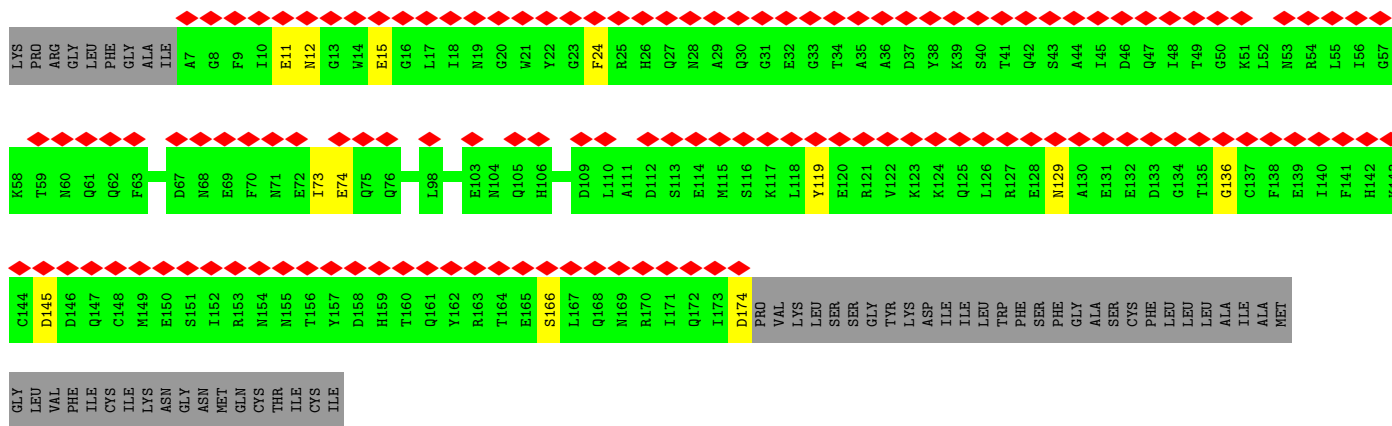 LYS PRO ARG GLY LEU PHE GLY ALA ILE A7 G8 F9 I10 E11 N12 G13 W14 E15 G16 L17 I18 N19 G20 W21 Y22 G23 F24 R25 H26 Q27 N28 A29 Q30 G31 E32 G33 T34 A35 A36 D37 Y38 K39 S40 T41 Q42 S43 A44 I45 D46 Q47 I48 T49 G50 K51 L52 N53 R54 L55 I56 G57
K58 T59 N60 Q61 Q62 F63 D67 N68 E69 F70 N71 E72 I73 E74 Q75 Q76 L98 E103 N104 Q105 H106 D109 L110 A111 D112 S113 E114 M115 S116 K117 L118 Y119 E120 R121 V122 K123 K124 Q125 L126 R127 E128 N129 A130 E131 E132 D133 G134 T135 G136 C137 F138 E139 I140 F141 H142 K143
C144 D145 D146 Q147 C148 M149 E150 S151 I152 R153 N154 N155 T156 Y157 D158 H159 T160 Q161 Y162 R163 T164 E165 S166 L167 Q168 N169 R170 I171 Q172 I173 D174 PRO VAL LYS LEU SER SER GLY TYR LYS ASP ILE ILE LEU TRP PHE SER PHE GLY ALA SER CYS PHE LEU LEU LEU ALA ILE ALA MET
GLY LEU VAL PHE ILE CYS ILE LYS ASN GLY ASN MET GLN CYS THR ILE CYS ILE